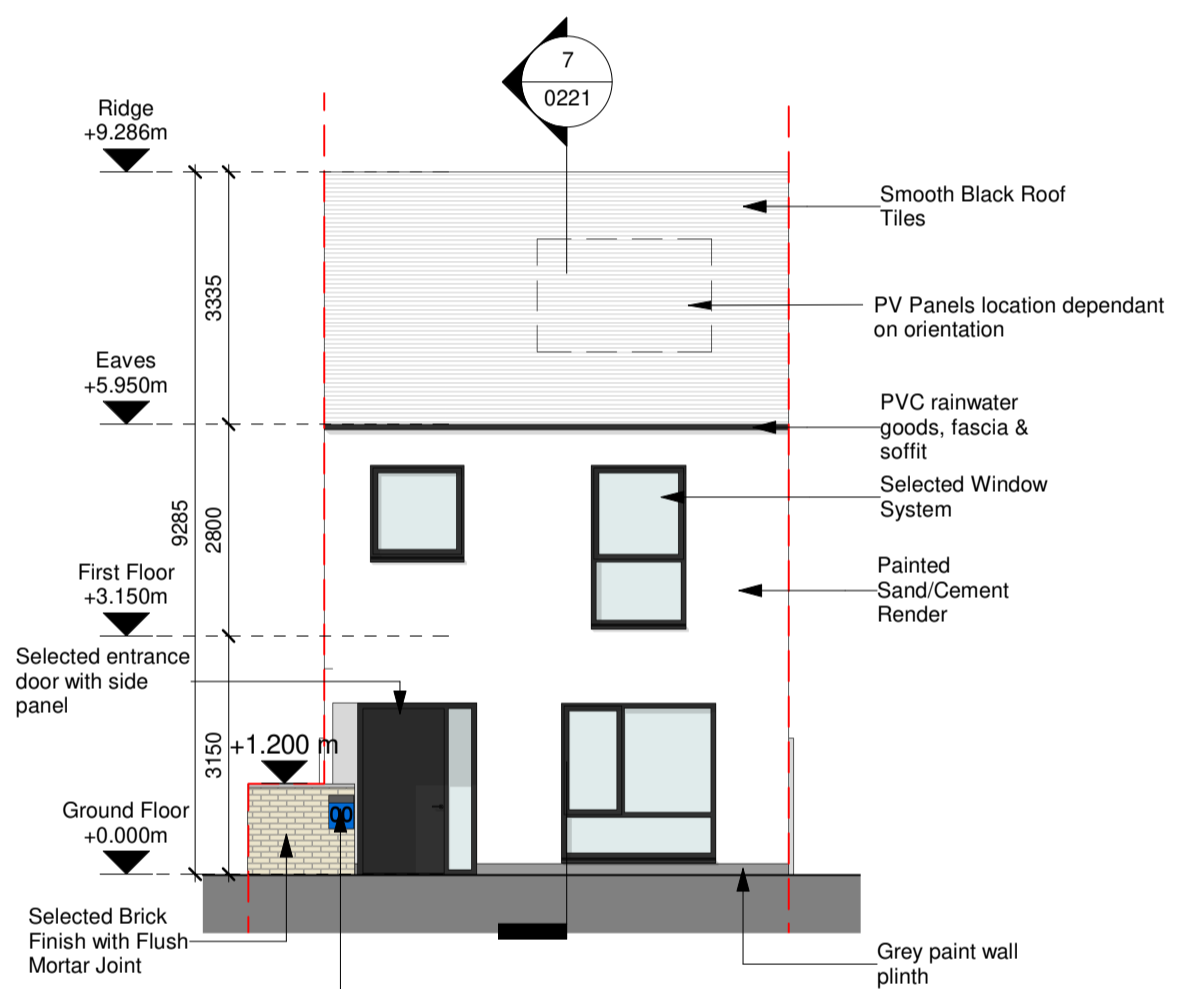 7
0221
Ridge
+9.286m
Smooth Black Roof
Tiles
3335
PV Panels location dependant
on orientation
Eaves
+5.950m
PVC rainwater
goods, fascia &
soffit
Selected Window
System
9285
2800
First Floor
+3.150m
Painted
Sand/Cement
Render
Selected entrance
door with side
panel
3150
+1.200 m
Ground Floor
+0.000m
00
Selected Brick
Finish with Flush
Mortar Joint
Grey paint wall
plinth